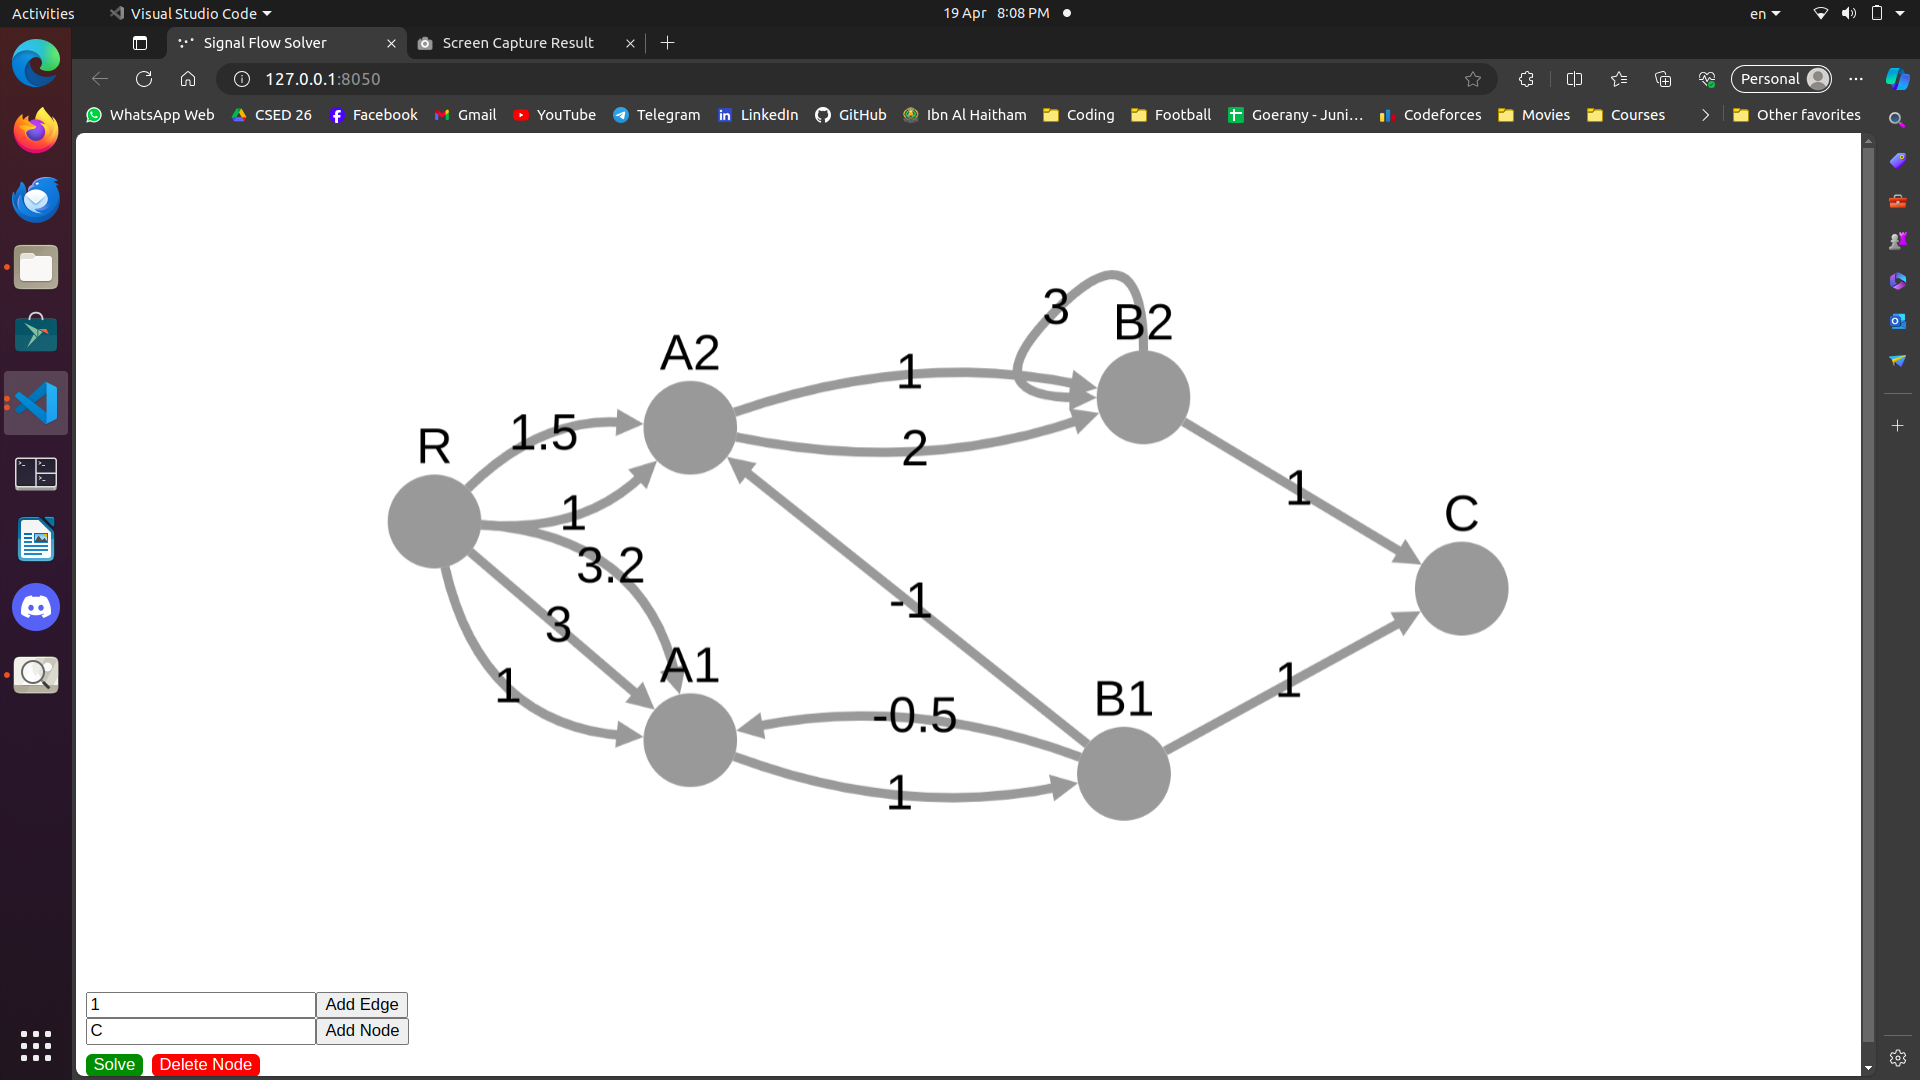 Activities
Visual Studio Code
19 Apr 8:08 PM
en
Signal Flow Solver
Screen Capture Result
127.0.0.1:8050
Personal
WhatsApp Web
CSED 26
Facebook
Gmail
YouTube
Telegram
LinkedIn
GitHub
Ibn Al Haitham
Coding
Football
Goerany - Juni...
Codeforces
Movies
Courses
Other favorites
3
B2
A2
1
1.5
R
2
1
1
C
3.2
-1
3
A1
1
1
B1
-0.5
1
1 Add Edge
C Add Node
Solve Delete Node